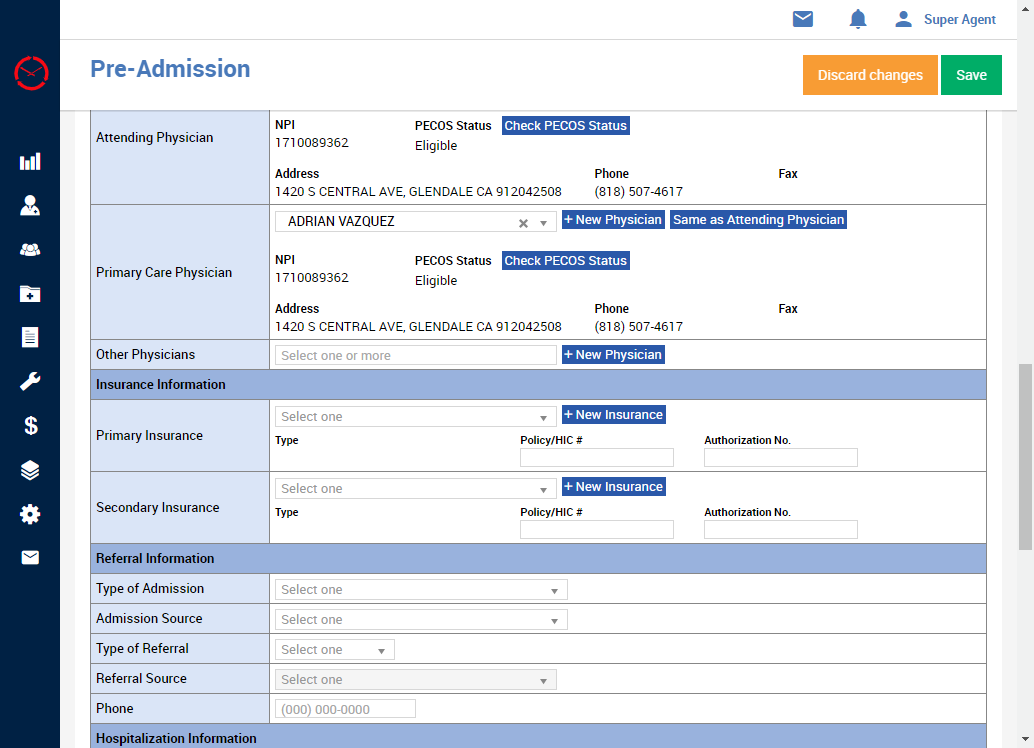 Super Agent
Pre-Admission
Discard changes
Save
Attending Physician
NPI
1710089362
PECOS Status Check PECOS Status
Eligible
Address
1420 S CENTRAL AVE, GLENDALE CA 912042508
Phone
(818) 507-4617
Fax
Primary Care Physician
ADRIAN VAZQUEZ
+ New Physician
Same as Attending Physician
NPI
1710089362
PECOS Status Check PECOS Status
Eligible
Address
1420 S CENTRAL AVE, GLENDALE CA 912042508
Phone
(818) 507-4617
Fax
Other Physicians
Select one or more
+ New Physician
Insurance Information
Primary Insurance
Select one
+ New Insurance
Type
Policy/HIC #
Authorization No.
Secondary Insurance
Select one
+ New Insurance
Type
Policy/HIC #
Authorization No.
Referral Information
Type of Admission
Select one
Admission Source
Select one
Type of Referral
Select one
Referral Source
Select one
Phone
(000) 000-0000
Hospitalization Information